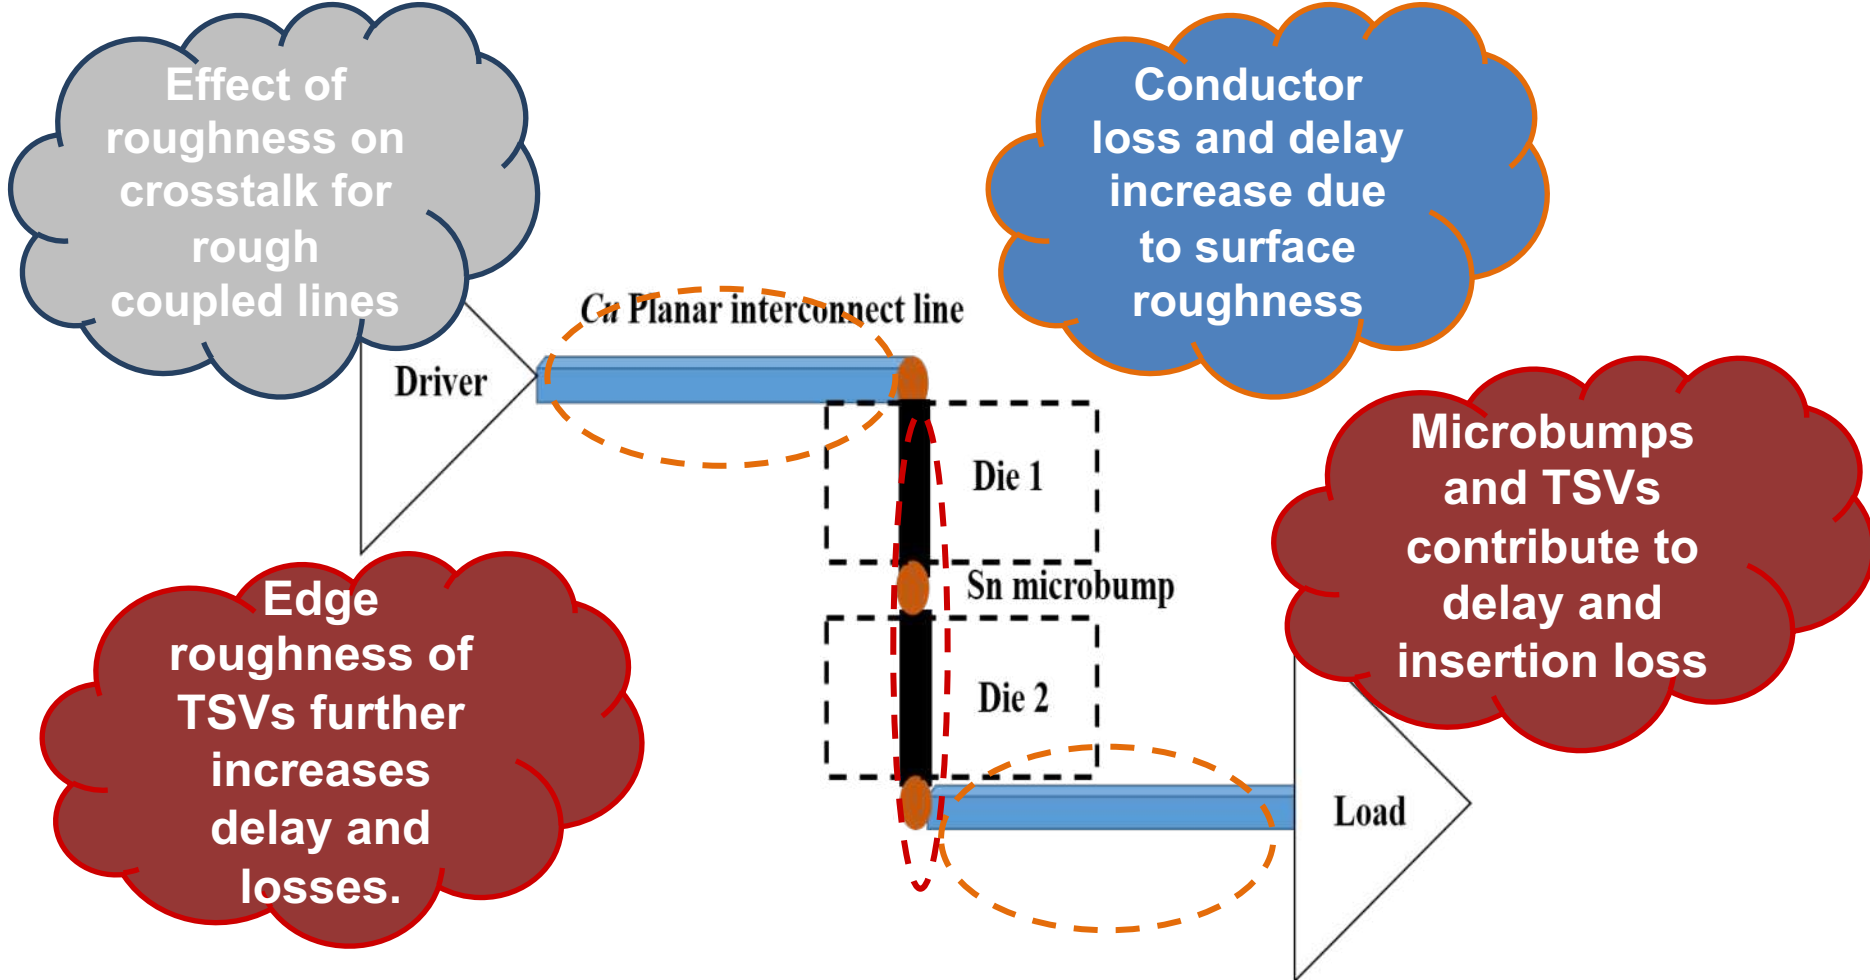 Effect of
roughness on
crosstalk for
rough
coupled lines
Conductor
loss and delay
increase due
to surface
roughness
Cu Planar interconnect line
Driver
Die 1
Sn microbump
Die 2
Load
Microbumps
and TSVs
contribute to
delay and
insertion loss
Edge
roughness of
TSVs further
increases
delay and
losses.